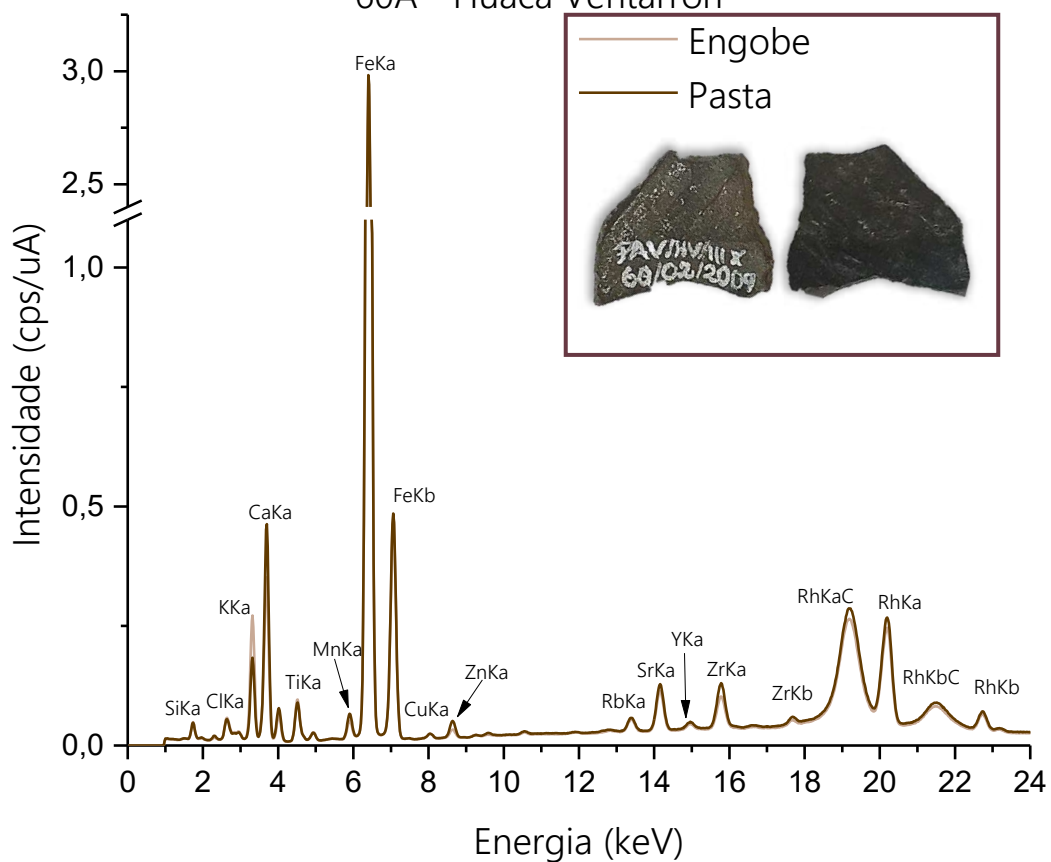 60A - Huaca Ventarrón
Engobe
Pasta
60/02/2009
Intensidade (cps/uA)
3,0
2,5
1,0
0,5
0,0
FeKa
FeKb
CaKa
KKa
SiKa
ClKa
TiKa
MnKa
CuKa
ZnKa
RbKa
SrKa
YKa
ZrKa
ZrKb
RhKaC
RhKa
RhKbC
RhKb
0 2 4 6 8 10 12 14 16 18 20 22 24
Energia (keV)